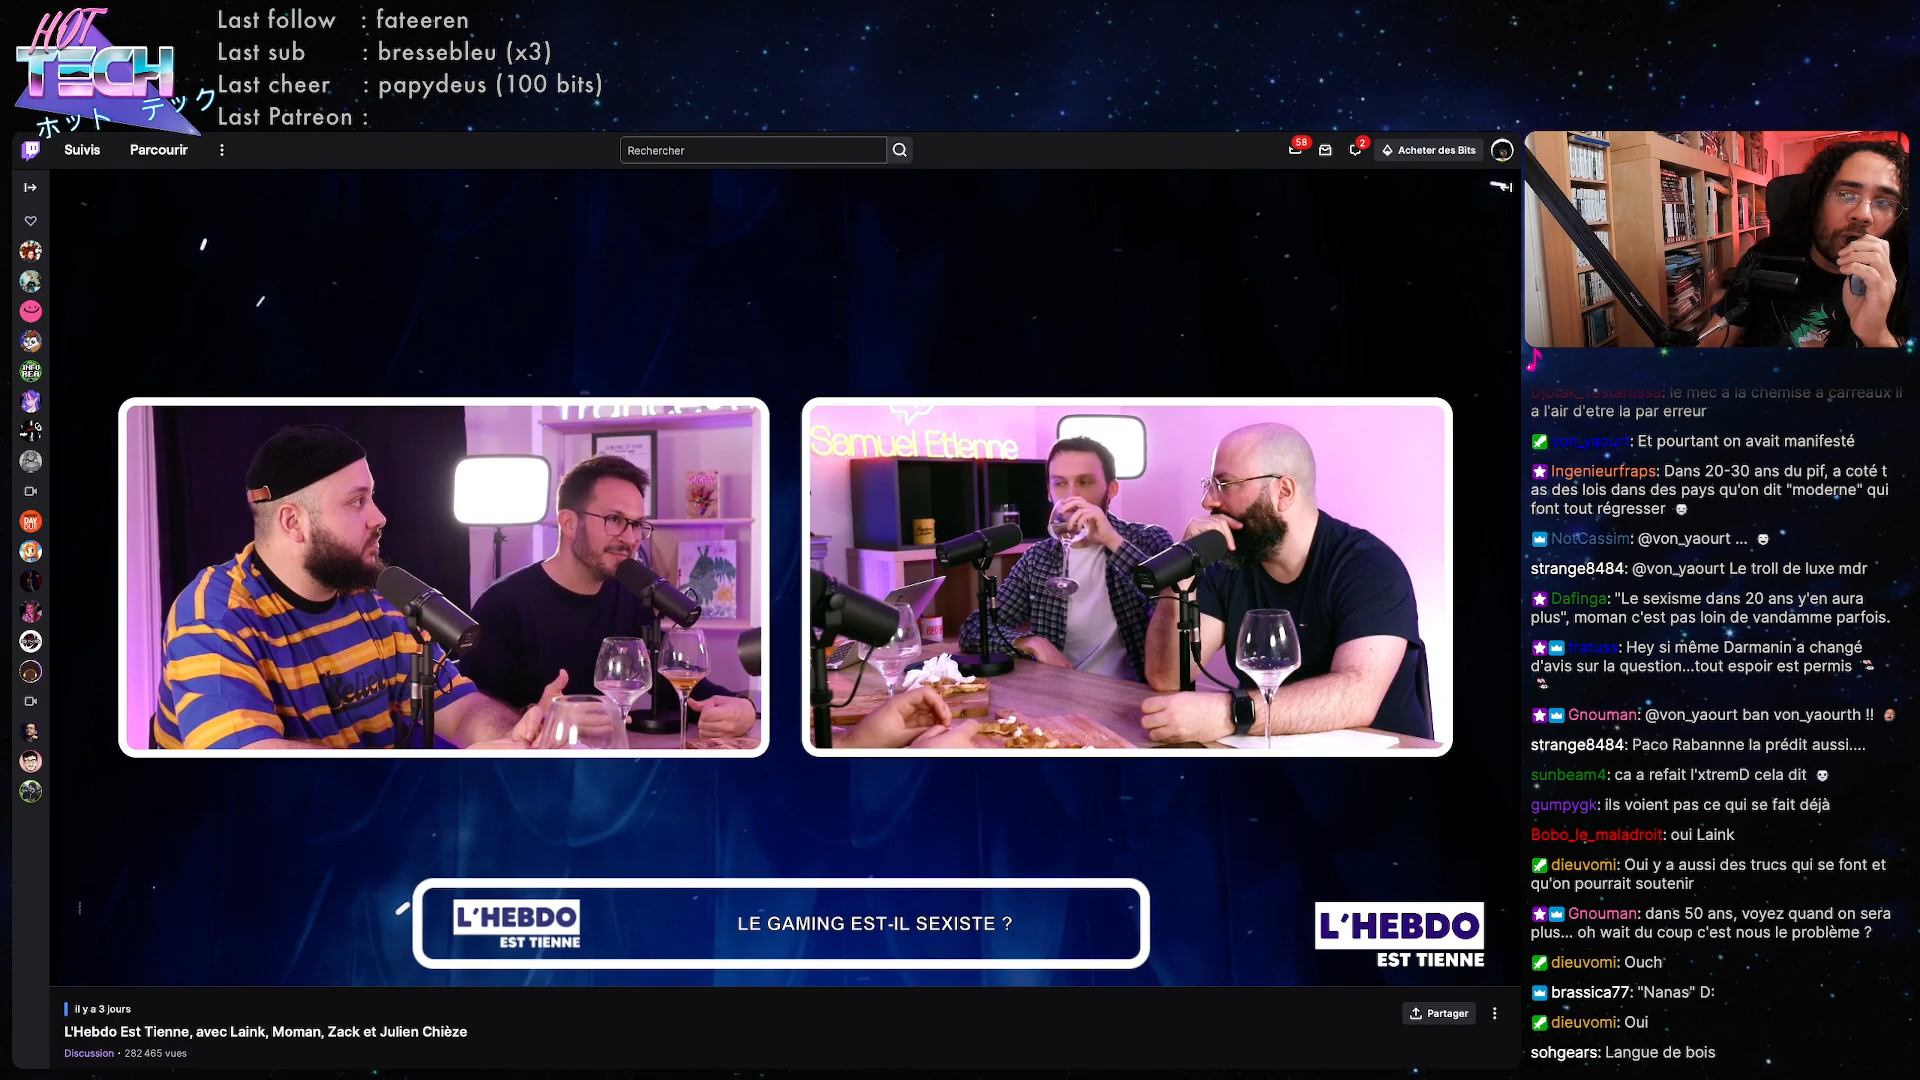 HOT
TECH
ホット テック
Last follow : fateeren
Last sub : bressebleu (x3)
Last cheer : papydeus (100 bits)
Last Patreon :
Suivis
Parcourir
Rechercher
58
2
Acheter des Bits
INFO
REA
Samuel Etienne
L'HEBDO
EST TIENNE
LE GAMING EST-IL SEXISTE ?
L'HEBDO
EST TIENNE
il y a 3 jours
L'Hebdo Est Tienne, avec Laink, Moman, Zack et Julien Chièze
Discussion • 282 465 vues
Partager
le mec a la chemise a carreaux il
a l'air d'etre la par erreur
von_yaourt: Et pourtant on avait manifesté
Ingenieurfraps: Dans 20-30 ans du pif, a coté t
as des lois dans des pays qu'on dit "moderne" qui
font tout régresser
NotCassim: @von_yaourt ...
strange8484: @von_yaourt Le troll de luxe mdr
Dafinga: "Le sexisme dans 20 ans y'en aura
plus", moman c'est pas loin de vandamme parfois.
fratuss: Hey si même Darmanin a changé
d'avis sur la question...tout espoir est permis
Gnouman: @von_yaourt ban von_yaourth !!
strange8484: Paco Rabannne la prédit aussi....
sunbeam4: ca a refait l'xtremD cela dit
gumpygk: ils voient pas ce qui se fait déjà
Bobo_le_maladroit: oui Laink
dieuvomi: Oui y a aussi des trucs qui se font et
qu'on pourrait soutenir
Gnouman: dans 50 ans, voyez quand on sera
plus... oh wait du coup c'est nous le problème ?
dieuvomi: Ouch
brassica77: "Nanas" D:
dieuvomi: Oui
sohgears: Langue de bois